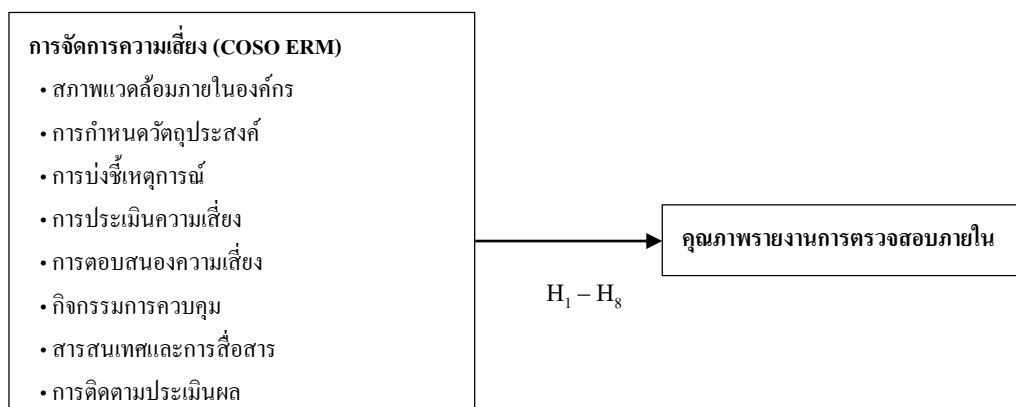 การจัดการความเสี่ยง (COSO ERM)
• สภาพแวดล้อมภายในองค์กร
• การกำหนดวัตถุประสงค์
• การบ่งชี้เหตุการณ์
• การประเมินความเสี่ยง
• การตอบสนองความเสี่ยง
• กิจกรรมการควบคุม
• สารสนเทศและการสื่อสาร
• การติดตามประเมินผล
คุณภาพรายงานการตรวจสอบภายใน
H₁ – H₈